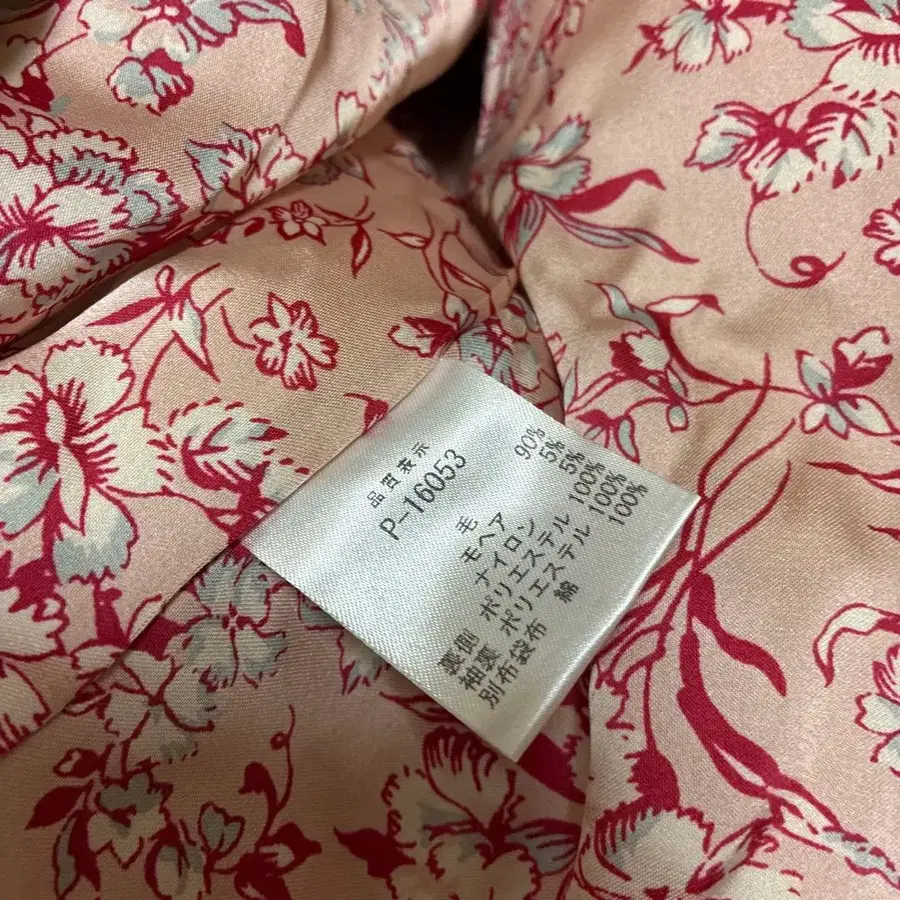 品質表示
P-16053
毛 90%
モヘア 5%
ナイロン 5%
裏側 ポリエステル 100%
袖裏 ポリエステル 100%
別布袋布 綿 100%